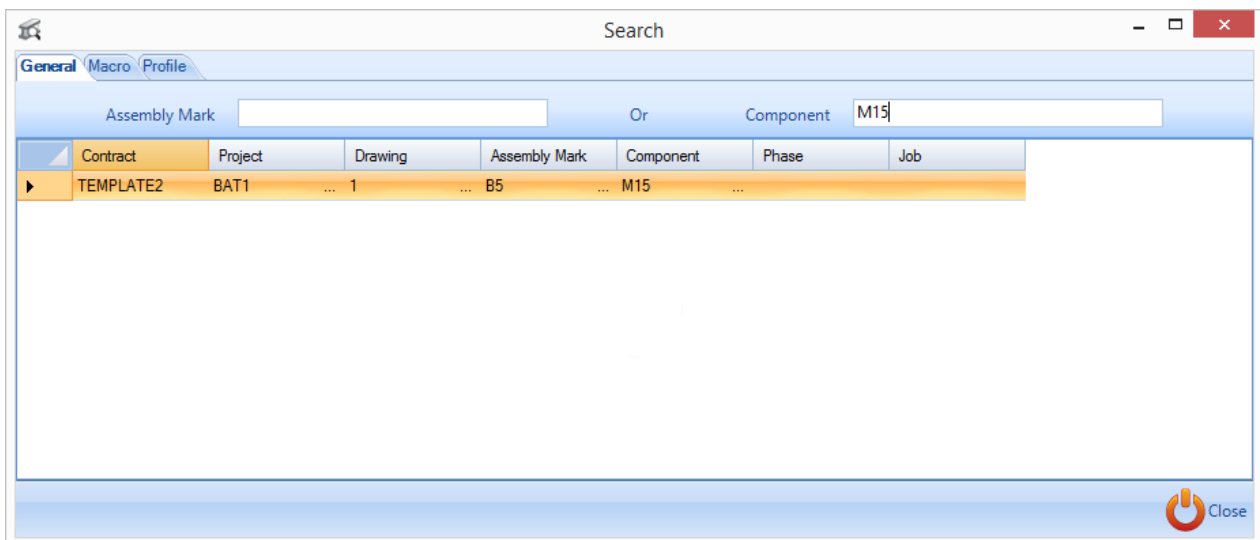 Search
General Macro Profile
Assembly Mark Or Component M15
Contract Project Drawing Assembly Mark Component Phase Job
TEMPLATE2 BAT1 ... 1 ... B5 ... M15 ...
Close